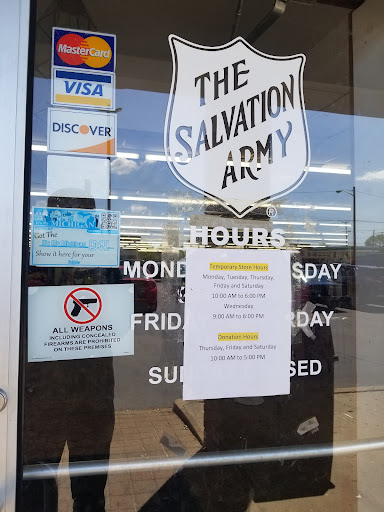 MasterCard
VISA
DISCOVER
MICHIGAN
Got The
Show it here for your
ALL WEAPONS
INCLUDING CONCEALED
FIREARMS ARE PROHIBITED
ON THESE PREMISES
THE
SALVATION
ARMY
®
HOURS
MOND
SDAY
FRID
RDAY
SU
SED
Temporary Store Hours
Monday, Tuesday, Thursday,
Friday and Saturday
10:00 AM to 6:00 PM
Wednesday
9:00 AM to 6:00 PM
Donation Hours
Thursday, Friday and Saturday
10:00 AM to 5:00 PM